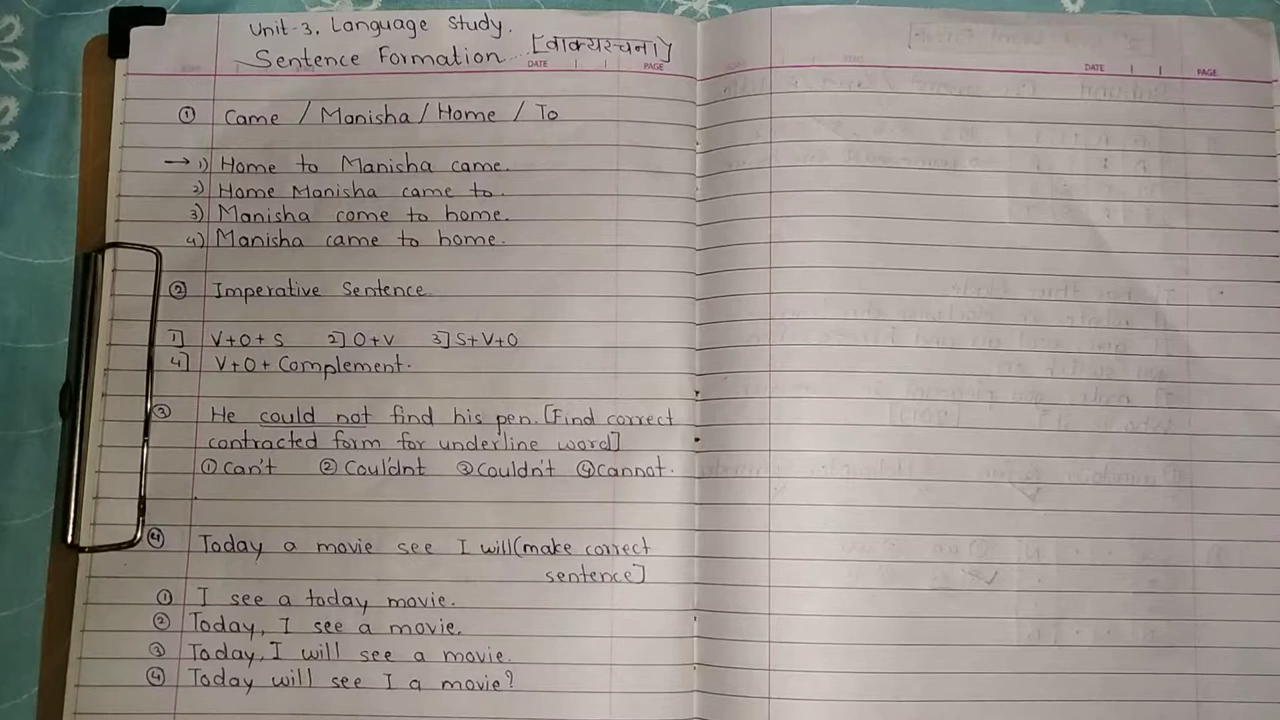 Unit-3. Language Study.
Sentence Formation... [वाक्यरचना]
DATE PAGE
DATE PAGE
① Came / Manisha / Home / To
→ 1) Home to Manisha came.
2) Home Manisha came to.
3) Manisha come to home.
4) Manisha came to home.
② Imperative Sentence
1] V+O+S 2] O+V 3] S+V+O
4] V+O+Complement.
③ He could not find his pen. [Find correct
contracted form for underline word]
① Can't ② Could'nt ③ Couldn't ④ Cannot.
④ Today a movie see I will (make correct
sentence]
① I see a today movie.
② Today, I see a movie.
③ Today, I will see a movie.
④ Today will see I a movie?